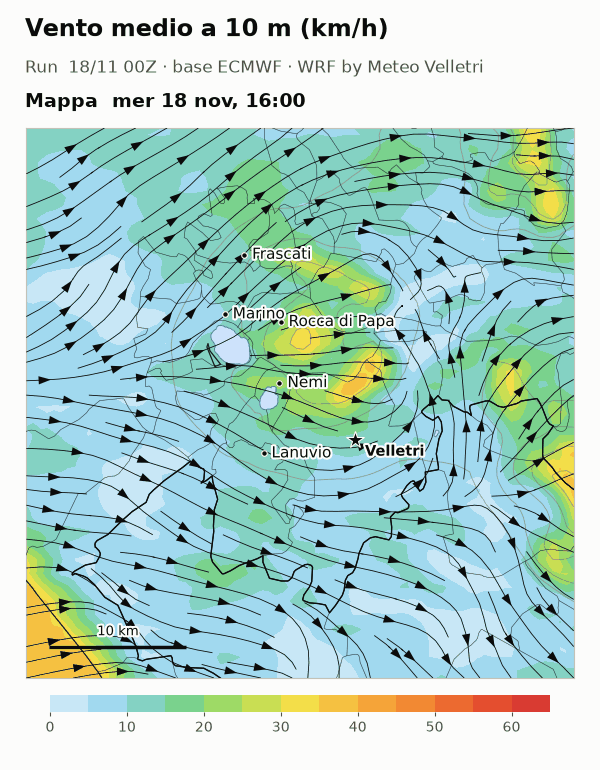 Vento medio a 10 m (km/h)
Run  18/11 00Z · base ECMWF · WRF by Meteo Velletri
Mappa  mer 18 nov, 16:00
Frascati
Marino
Rocca di Papa
Nemi
Velletri
Lanuvio
10 km
0 10 20 30 40 50 60